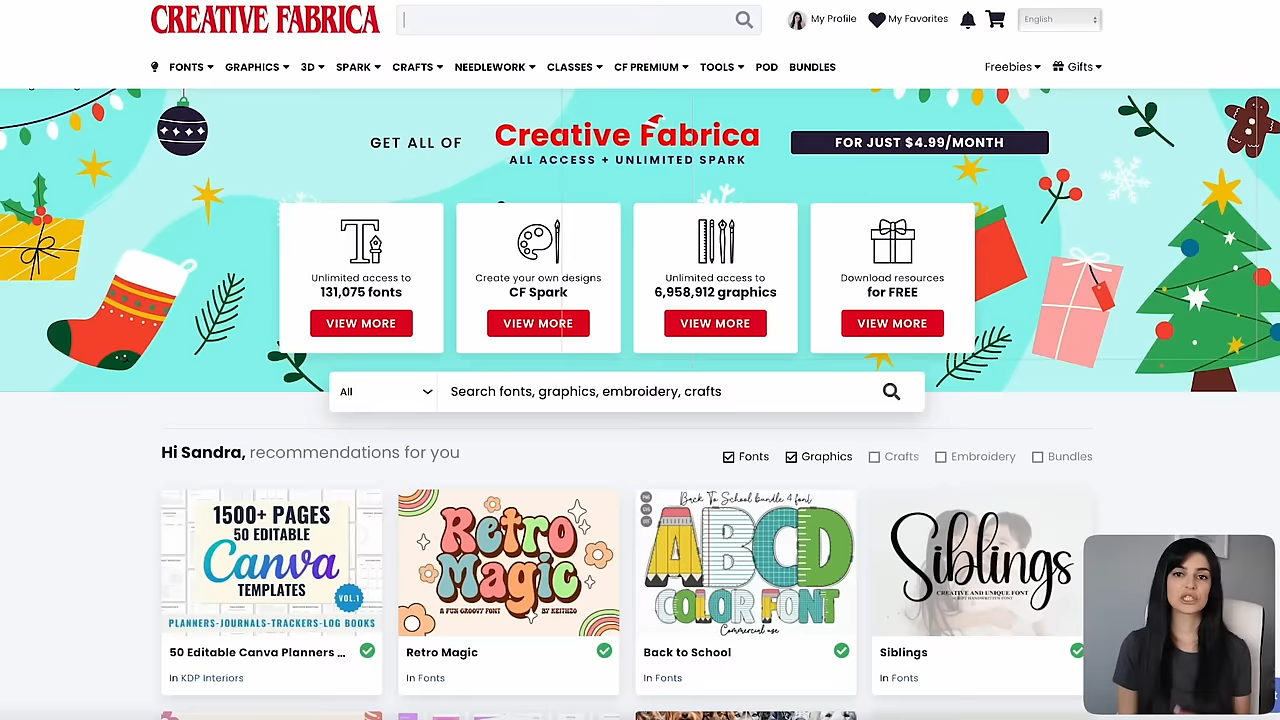 CREATIVE FABRICA
My Profile
My Favorites
English
FONTS
GRAPHICS
3D
SPARK
CRAFTS
NEEDLEWORK
CLASSES
CF PREMIUM
TOOLS
POD
BUNDLES
Freebies
Gifts
GET ALL OF
Creative Fabrica
ALL ACCESS + UNLIMITED SPARK
FOR JUST $4.99/MONTH
Unlimited access to
131,075 fonts
VIEW MORE
Create your own designs
CF Spark
VIEW MORE
Unlimited access to
6,958,912 graphics
VIEW MORE
Download resources
for FREE
VIEW MORE
All
Search fonts, graphics, embroidery, crafts
Hi Sandra, recommendations for you
Fonts
Graphics
Crafts
Embroidery
Bundles
1500+ PAGES
50 EDITABLE
Canva
TEMPLATES
VOL.1
PLANNERS-JOURNALS-TRACKERS-LOG BOOKS
50 Editable Canva Planners ...
In KDP Interiors
Retro
Magic
A FUN GROOVY FONT
BY KEITHZO
Retro Magic
In Fonts
Back To School bundle 4 font
ABCD
COLOR FONT
Commercial use
Back to School
In Fonts
Siblings
CREATIVE AND UNIQUE FONT
SCRIPT HANDWRITTEN FONT
Siblings
In Fonts